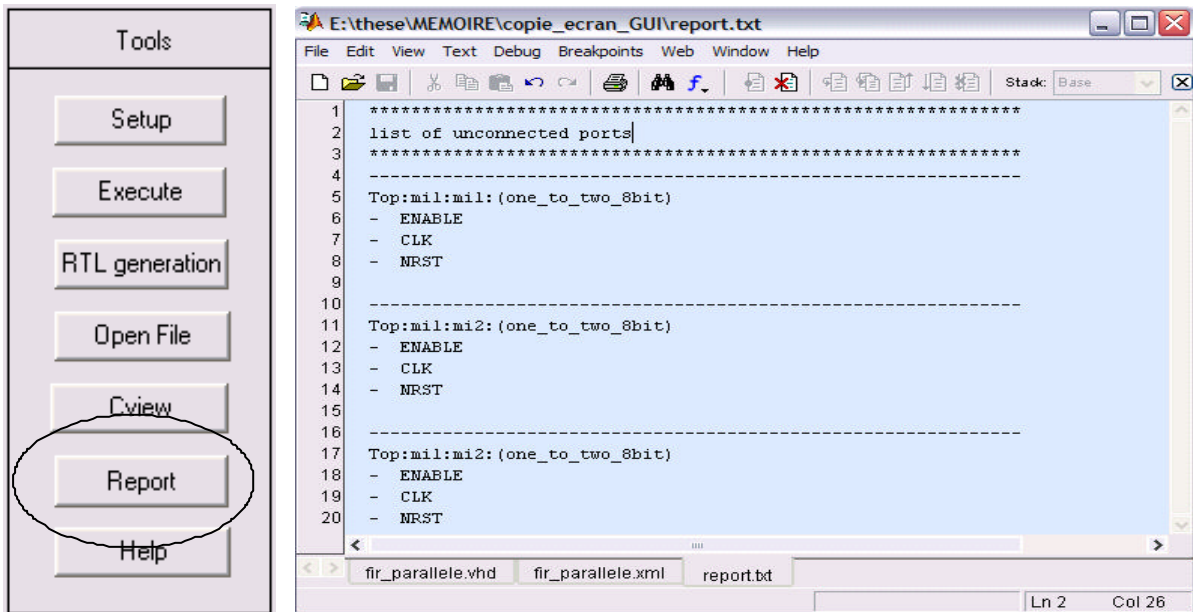 Tools
Setup
Execute
RTL generation
Open File
Cview
Report
Help
E:\these\MEMOIRE\copie_ecran_GUI\report.txt
File Edit View Text Debug Breakpoints Web Window Help
Stack: Base
1 **************************************************************
2 list of unconnected ports
3 **************************************************************
4 --------------------------------------------------------------
5 Top:mi1:mi1:(one_to_two_8bit)
6 - ENABLE
7 - CLK
8 - NRST
9
10 --------------------------------------------------------------
11 Top:mi1:mi2:(one_to_two_8bit)
12 - ENABLE
13 - CLK
14 - NRST
15
16 --------------------------------------------------------------
17 Top:mi1:mi2:(one_to_two_8bit)
18 - ENABLE
19 - CLK
20 - NRST
fir_parallele.vhd fir_parallele.xml report.txt
Ln 2 Col 26